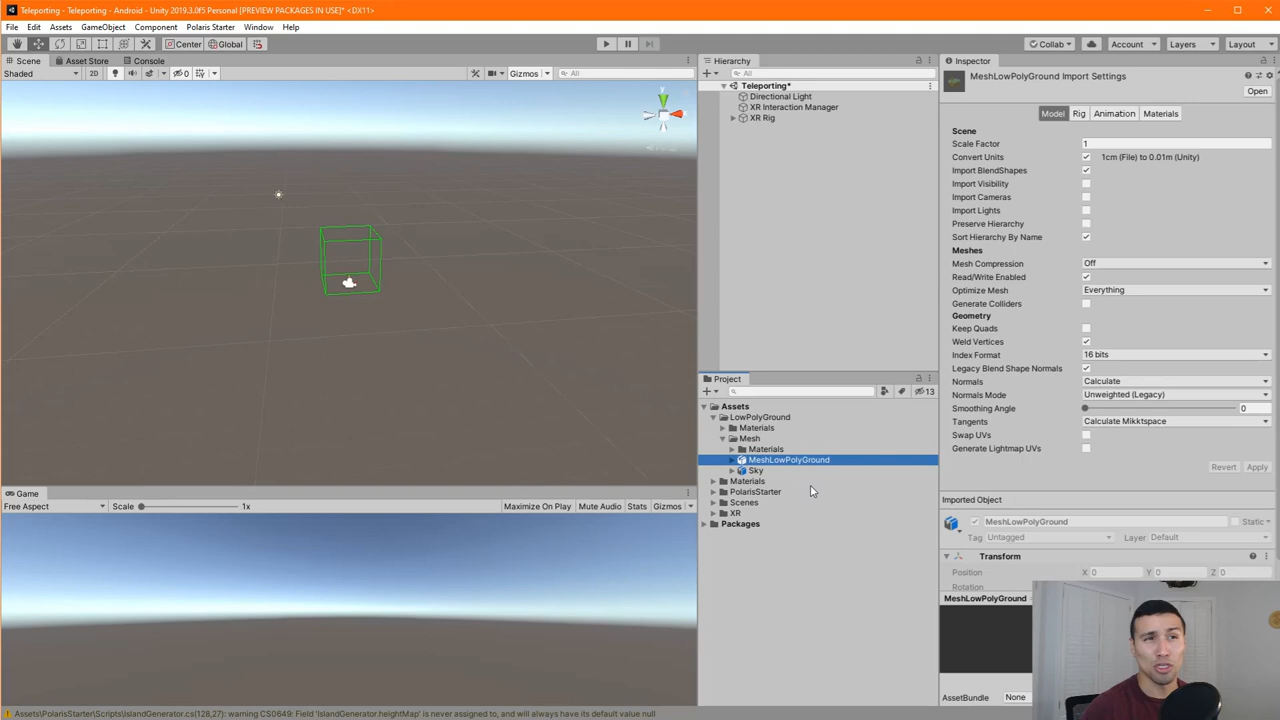 Teleporting - Teleporting - Android - Unity 2019.3.0f5 Personal [PREVIEW PACKAGES IN USE]* <DX11>
File Edit Assets GameObject Component Polaris Starter Window Help
Center Global Collab Account Layers Layout
Scene Asset Store Console
Shaded 2D 0 Gizmos All
Hierarchy
All
Teleporting*
Directional Light
XR Interaction Manager
XR Rig
Project
13
Assets
LowPolyGround
Materials
Mesh
Materials
MeshLowPolyGround
Sky
Materials
PolarisStarter
Scenes
XR
Packages
Inspector
MeshLowPolyGround Import Settings
Open
Model Rig Animation Materials
Scene
Scale Factor 1
Convert Units 1cm (File) to 0.01m (Unity)
Import BlendShapes
Import Visibility
Import Cameras
Import Lights
Preserve Hierarchy
Sort Hierarchy By Name
Meshes
Mesh Compression Off
Read/Write Enabled
Optimize Mesh Everything
Generate Colliders
Geometry
Keep Quads
Weld Vertices
Index Format 16 bits
Legacy Blend Shape Normals
Normals Calculate
Normals Mode Unweighted (Legacy)
Smoothing Angle 0
Tangents Calculate Mikktspace
Swap UVs
Generate Lightmap UVs
Revert Apply
Imported Object
MeshLowPolyGround Static
Tag Untagged Layer Default
Transform
Position X 0 Y 0 Z 0
Rotation
MeshLowPolyGround
AssetBundle None
Game
Free Aspect Scale 1x Maximize On Play Mute Audio Stats Gizmos
Assets\PolarisStarter\Scripts\IslandGenerator.cs(128,27): warning CS0649: Field 'IslandGenerator.heightMap' is never assigned to, and will always have its default value null